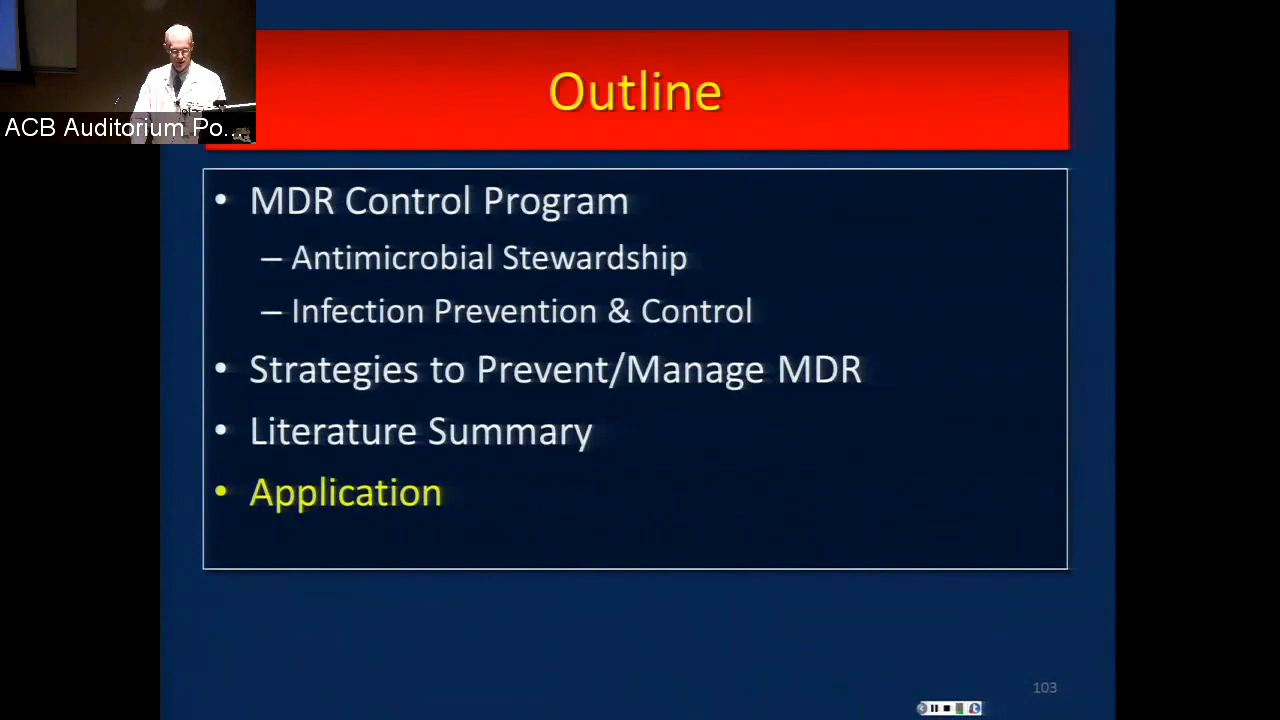 Outline
ACB Auditorium Po...
• MDR Control Program
– Antimicrobial Stewardship
– Infection Prevention & Control
• Strategies to Prevent/Manage MDR
• Literature Summary
• Application
103